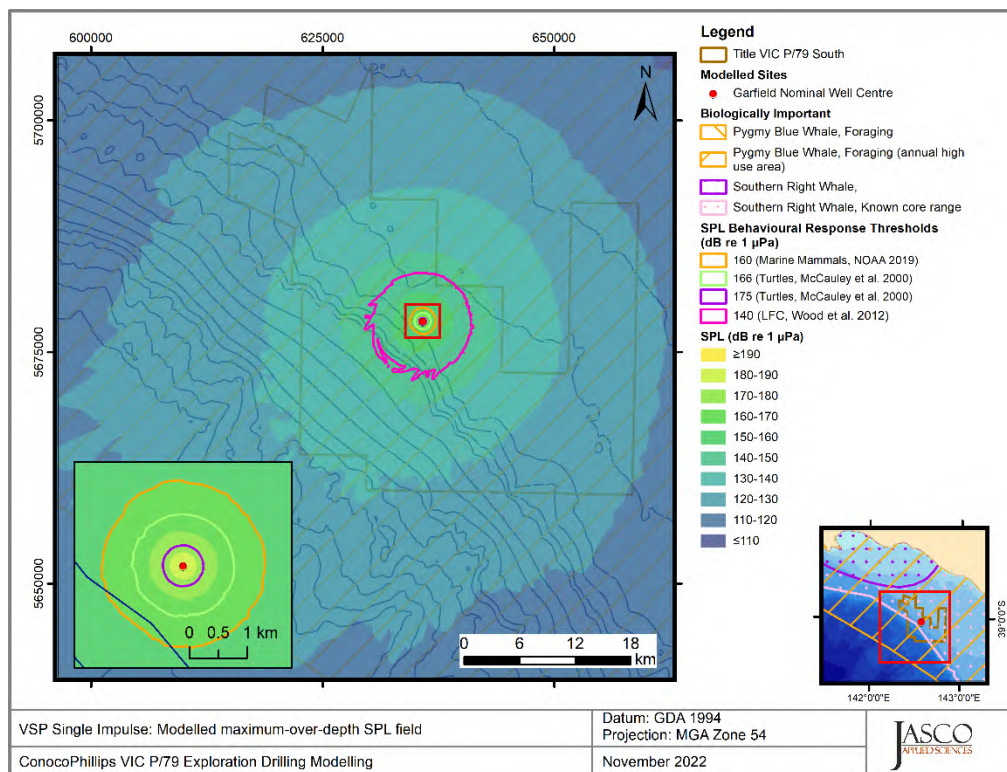 600000
625000
650000
5700000
5675000
5650000
N
0 0.5 1 km
0 6 12 18
km
Legend
Title VIC P/79 South
Modelled Sites
Garfield Nominal Well Centre
Biologically Important
Pygmy Blue Whale, Foraging
Pygmy Blue Whale, Foraging (annual high
use area)
Southern Right Whale,
Southern Right Whale, Known core range
SPL Behavioural Response Thresholds
(dB re 1 µPa)
160 (Marine Mammals, NOAA 2019)
166 (Turtles, McCauley et al. 2000)
175 (Turtles, McCauley et al. 2000)
140 (LFC, Wood et al. 2012)
SPL (dB re 1 µPa)
≥190
180-190
170-180
160-170
150-160
140-150
130-140
120-130
110-120
≤110
39°0'0"S
142°0'0"E
143°0'0"E
VSP Single Impulse: Modelled maximum-over-depth SPL field
Datum: GDA 1994
Projection: MGA Zone 54
ConocoPhillips VIC P/79 Exploration Drilling Modelling
November 2022
JASCO
APPLIED SCIENCES